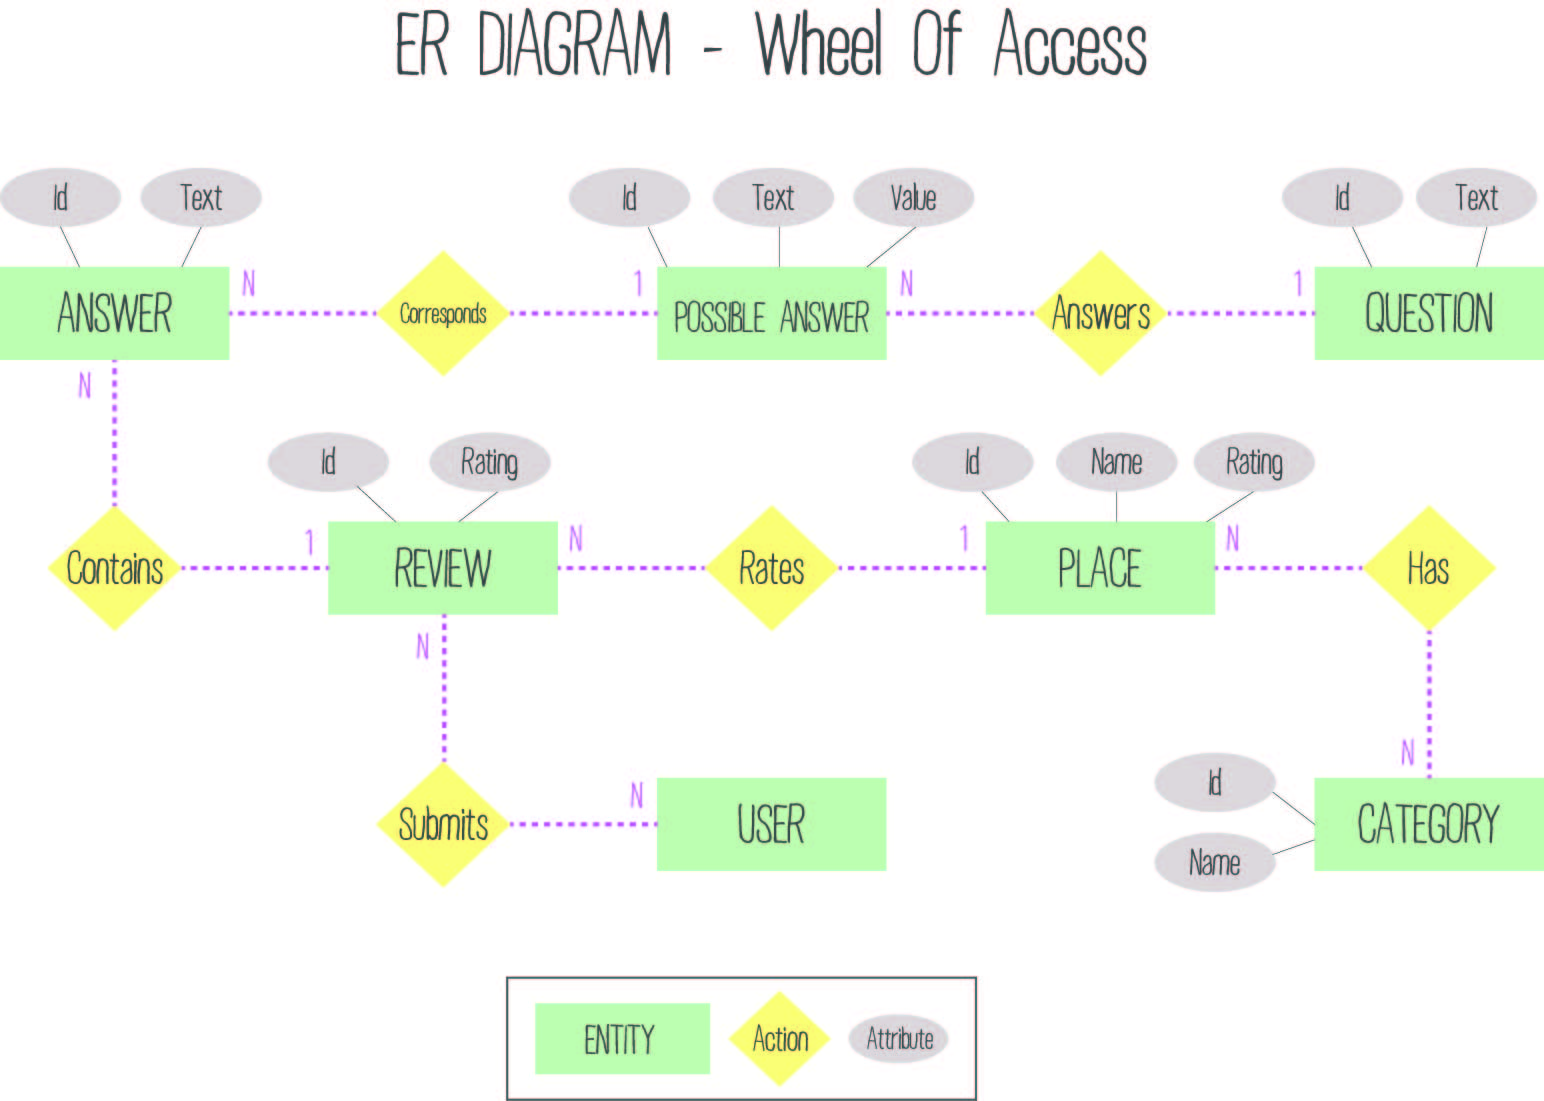 ER DIAGRAM - Wheel Of Access
Id Text Id Text Value Id Text
N 1 N 1
ANSWER Corresponds POSSIBLE ANSWER Answers QUESTION
N
Id Rating Id Name Rating
1 N 1 N
Contains REVIEW Rates PLACE Has
N
N N
Id
Submits USER CATEGORY
Name
ENTITY Action Attribute